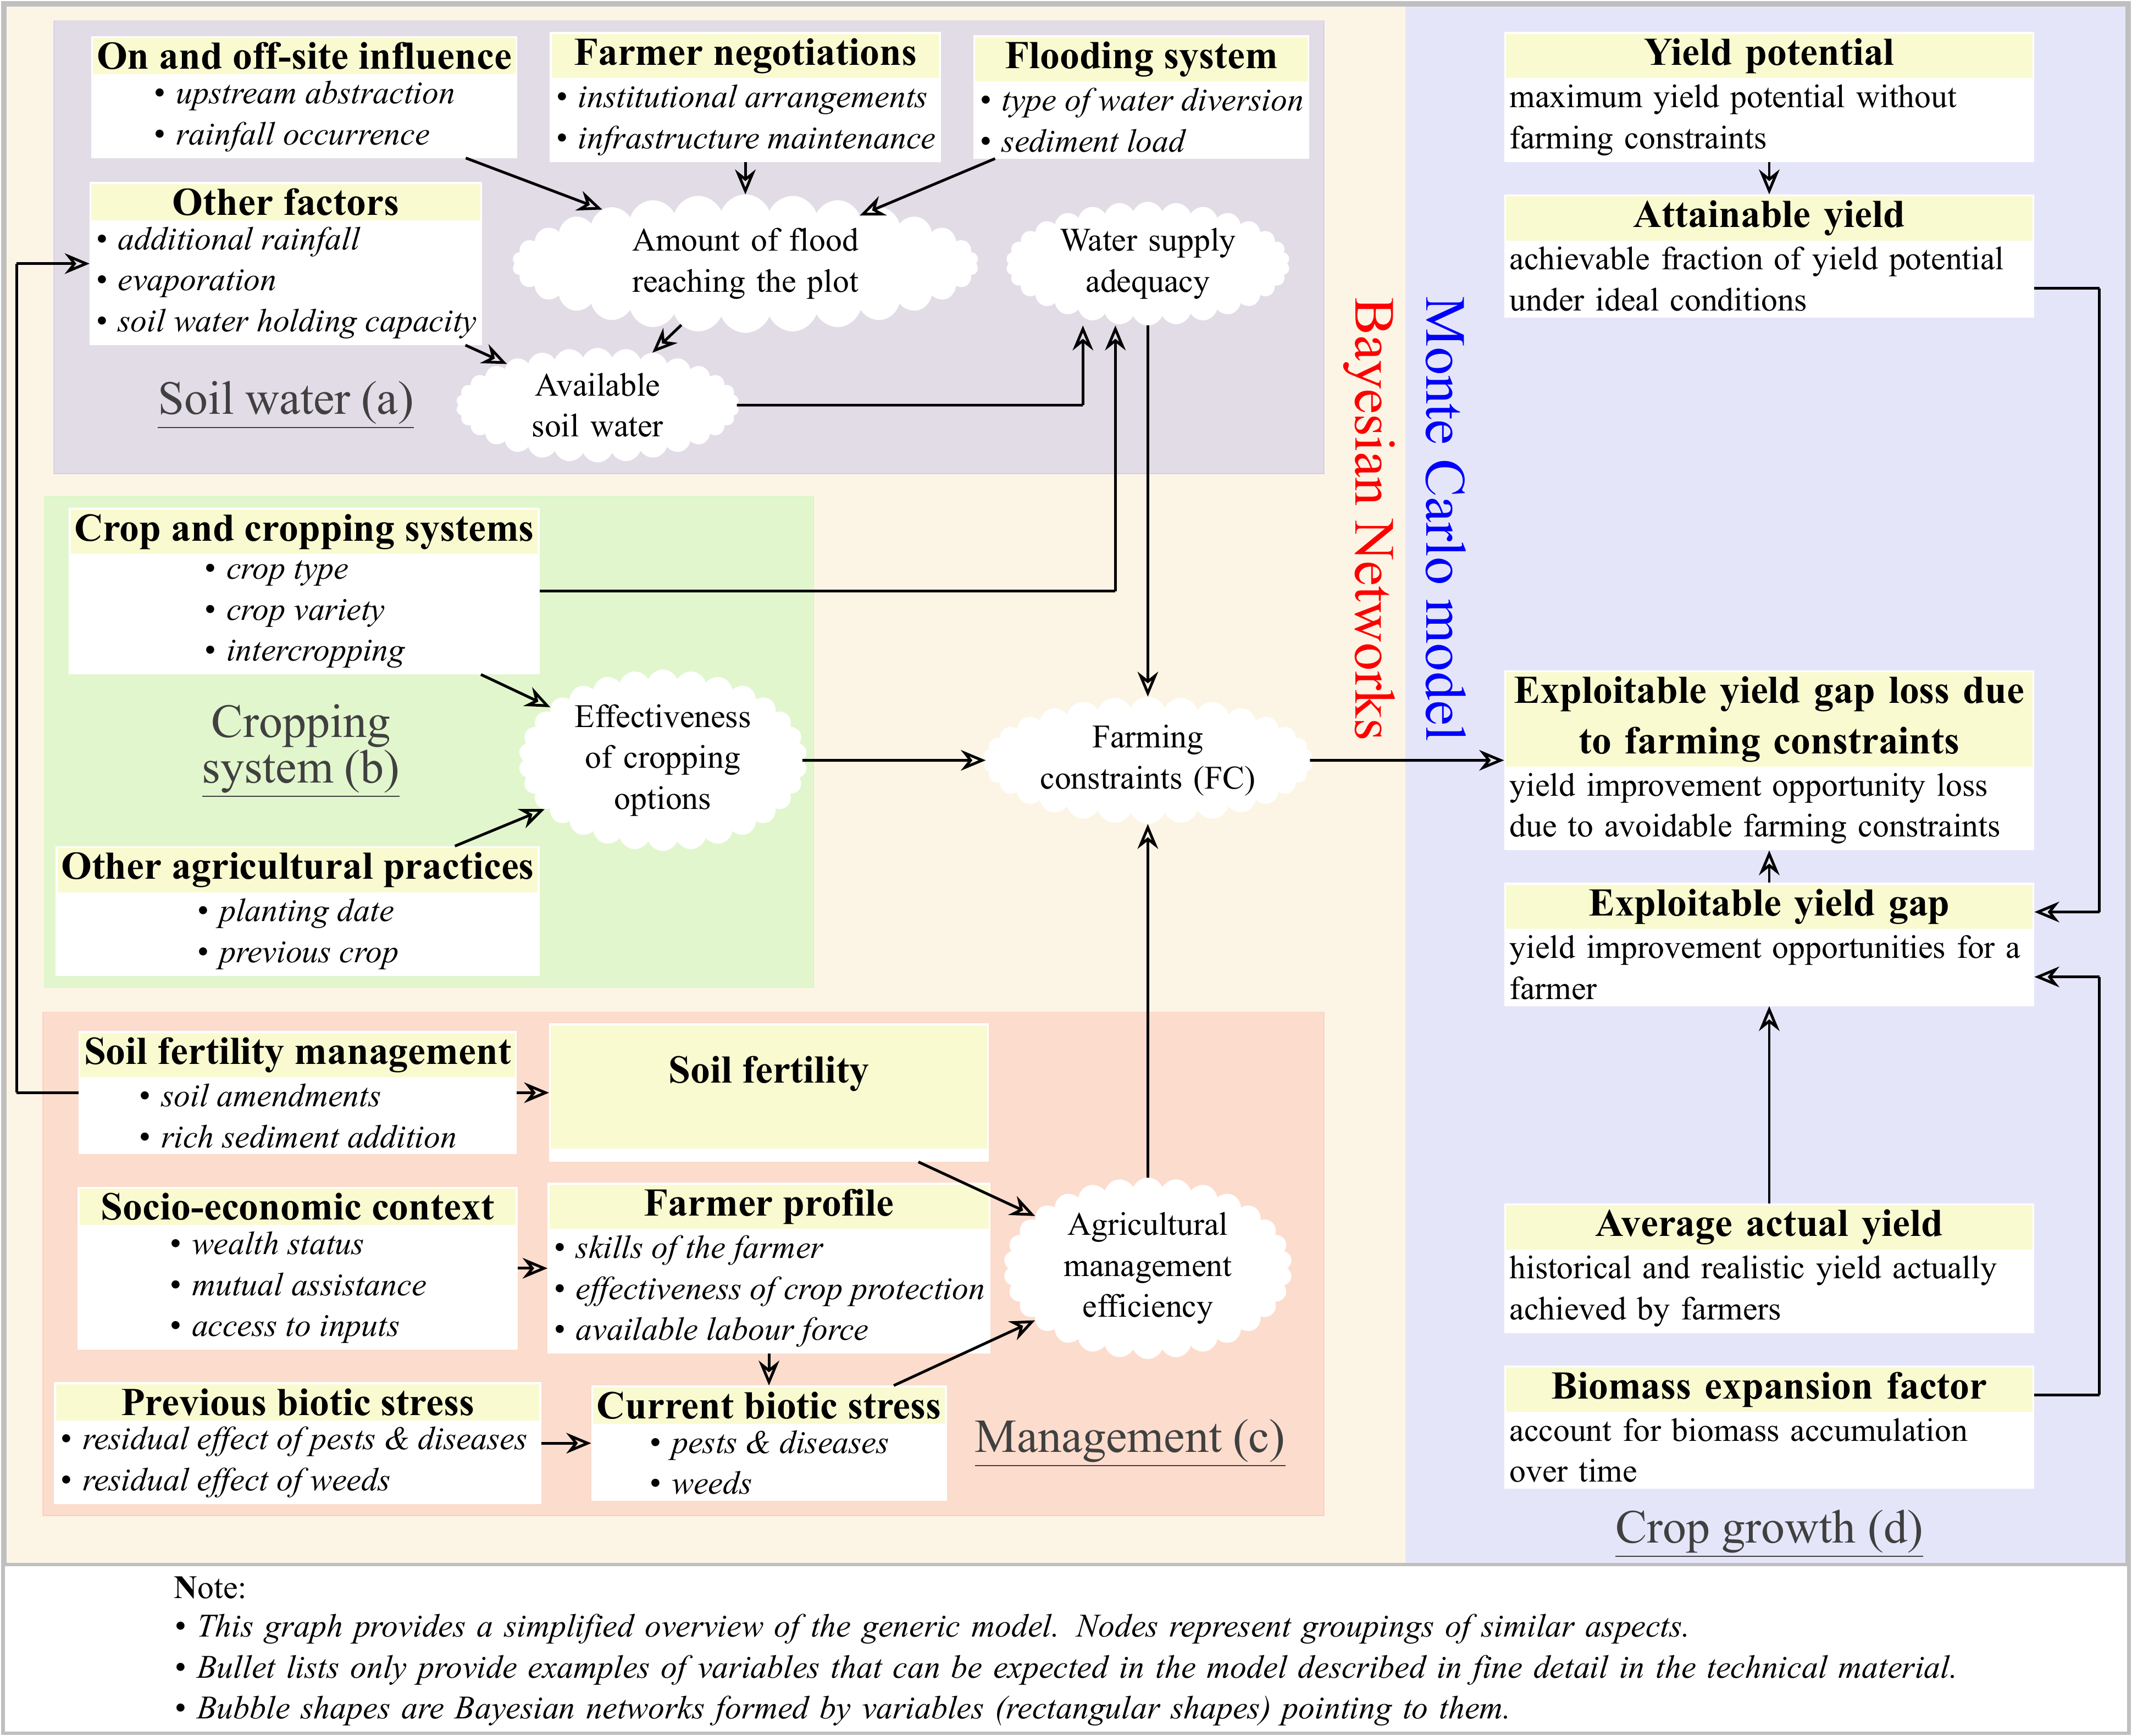 On and off-site influence
• upstream abstraction
• rainfall occurrence
Farmer negotiations
• institutional arrangements
• infrastructure maintenance
Flooding system
• type of water diversion
• sediment load
Other factors
• additional rainfall
• evaporation
• soil water holding capacity
Amount of flood
reaching the plot
Water supply
adequacy
Available
soil water
Soil water (a)
Crop and cropping systems
• crop type
• crop variety
• intercropping
Cropping
system (b)
Effectiveness
of cropping
options
Other agricultural practices
• planting date
• previous crop
Farming
constraints (FC)
Soil fertility management
• soil amendments
• rich sediment addition
Soil fertility
Socio-economic context
• wealth status
• mutual assistance
• access to inputs
Farmer profile
• skills of the farmer
• effectiveness of crop protection
• available labour force
Agricultural
management
efficiency
Previous biotic stress
• residual effect of pests & diseases
• residual effect of weeds
Current biotic stress
• pests & diseases
• weeds
Management (c)
Bayesian Networks
Monte Carlo model
Yield potential
maximum yield potential without
farming constraints
Attainable yield
achievable fraction of yield potential
under ideal conditions
Exploitable yield gap loss due
to farming constraints
yield improvement opportunity loss
due to avoidable farming constraints
Exploitable yield gap
yield improvement opportunities for a
farmer
Average actual yield
historical and realistic yield actually
achieved by farmers
Biomass expansion factor
account for biomass accumulation
over time
Crop growth (d)
Note:
• This graph provides a simplified overview of the generic model. Nodes represent groupings of similar aspects.
• Bullet lists only provide examples of variables that can be expected in the model described in fine detail in the technical material.
• Bubble shapes are Bayesian networks formed by variables (rectangular shapes) pointing to them.